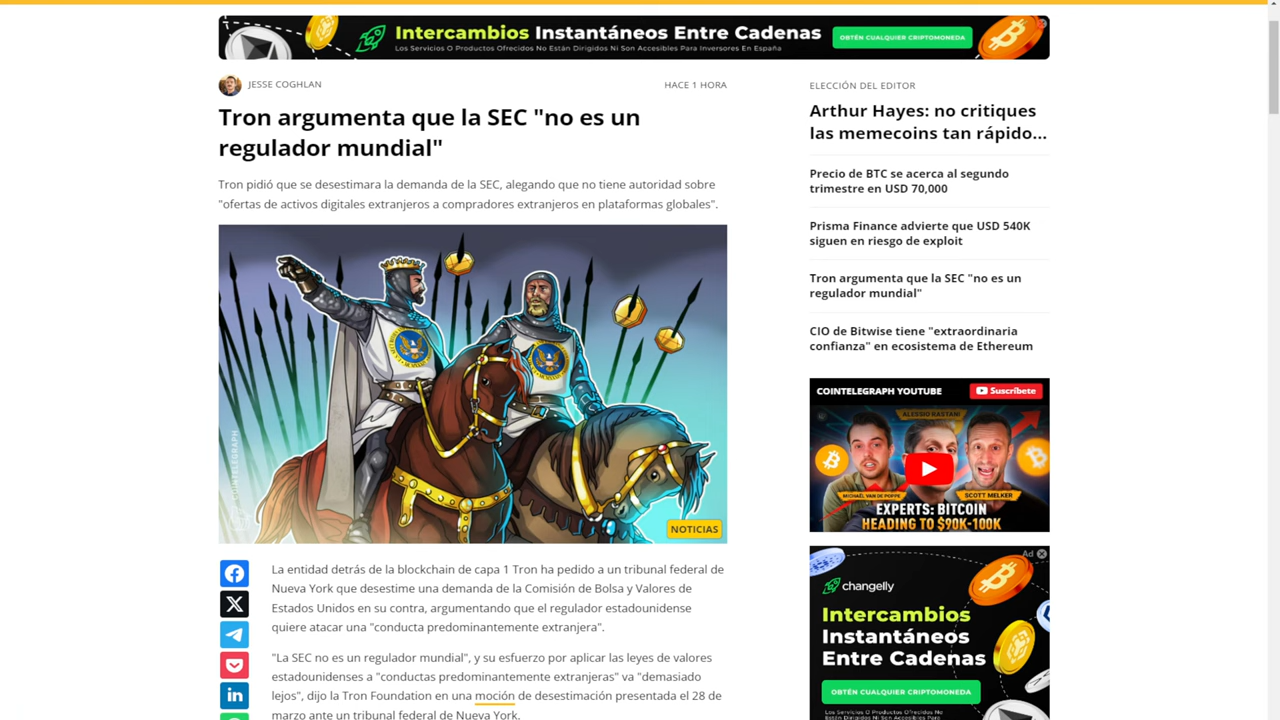 Intercambios Instantáneos Entre Cadenas
Los Servicios O Productos Ofrecidos No Están Dirigidos Ni Son Accesibles Para Inversores En España
OBTÉN CUALQUIER CRIPTOMONEDA
JESSE COGHLAN
HACE 1 HORA
Tron argumenta que la SEC "no es un
regulador mundial"
Tron pidió que se desestimara la demanda de la SEC, alegando que no tiene autoridad sobre
"ofertas de activos digitales extranjeros a compradores extranjeros en plataformas globales".
COINTELEGRAPH
NOTICIAS
La entidad detrás de la blockchain de capa 1 Tron ha pedido a un tribunal federal de
Nueva York que desestime una demanda de la Comisión de Bolsa y Valores de
Estados Unidos en su contra, argumentando que el regulador estadounidense
quiere atacar una "conducta predominantemente extranjera".
"La SEC no es un regulador mundial", y su esfuerzo por aplicar las leyes de valores
estadounidenses a "conductas predominantemente extranjeras" va "demasiado
lejos", dijo la Tron Foundation en una moción de desestimación presentada el 28 de
marzo ante un tribunal federal de Nueva York.
ELECCIÓN DEL EDITOR
Arthur Hayes: no critiques
las memecoins tan rápido...
Precio de BTC se acerca al segundo
trimestre en USD 70,000
Prisma Finance advierte que USD 540K
siguen en riesgo de exploit
Tron argumenta que la SEC "no es un
regulador mundial"
CIO de Bitwise tiene "extraordinaria
confianza" en ecosistema de Ethereum
COINTELEGRAPH YOUTUBE
Suscríbete
ALESSIO RASTANI
MICHAËL VAN DE POPPE
SCOTT MELKER
EXPERTS: BITCOIN
HEADING TO $90K-100K
Ad
changelly
Intercambios
Instantáneos
Entre Cadenas
OBTÉN CUALQUIER CRIPTOMONEDA
Los Servicios O Productos Ofrecidos No Están